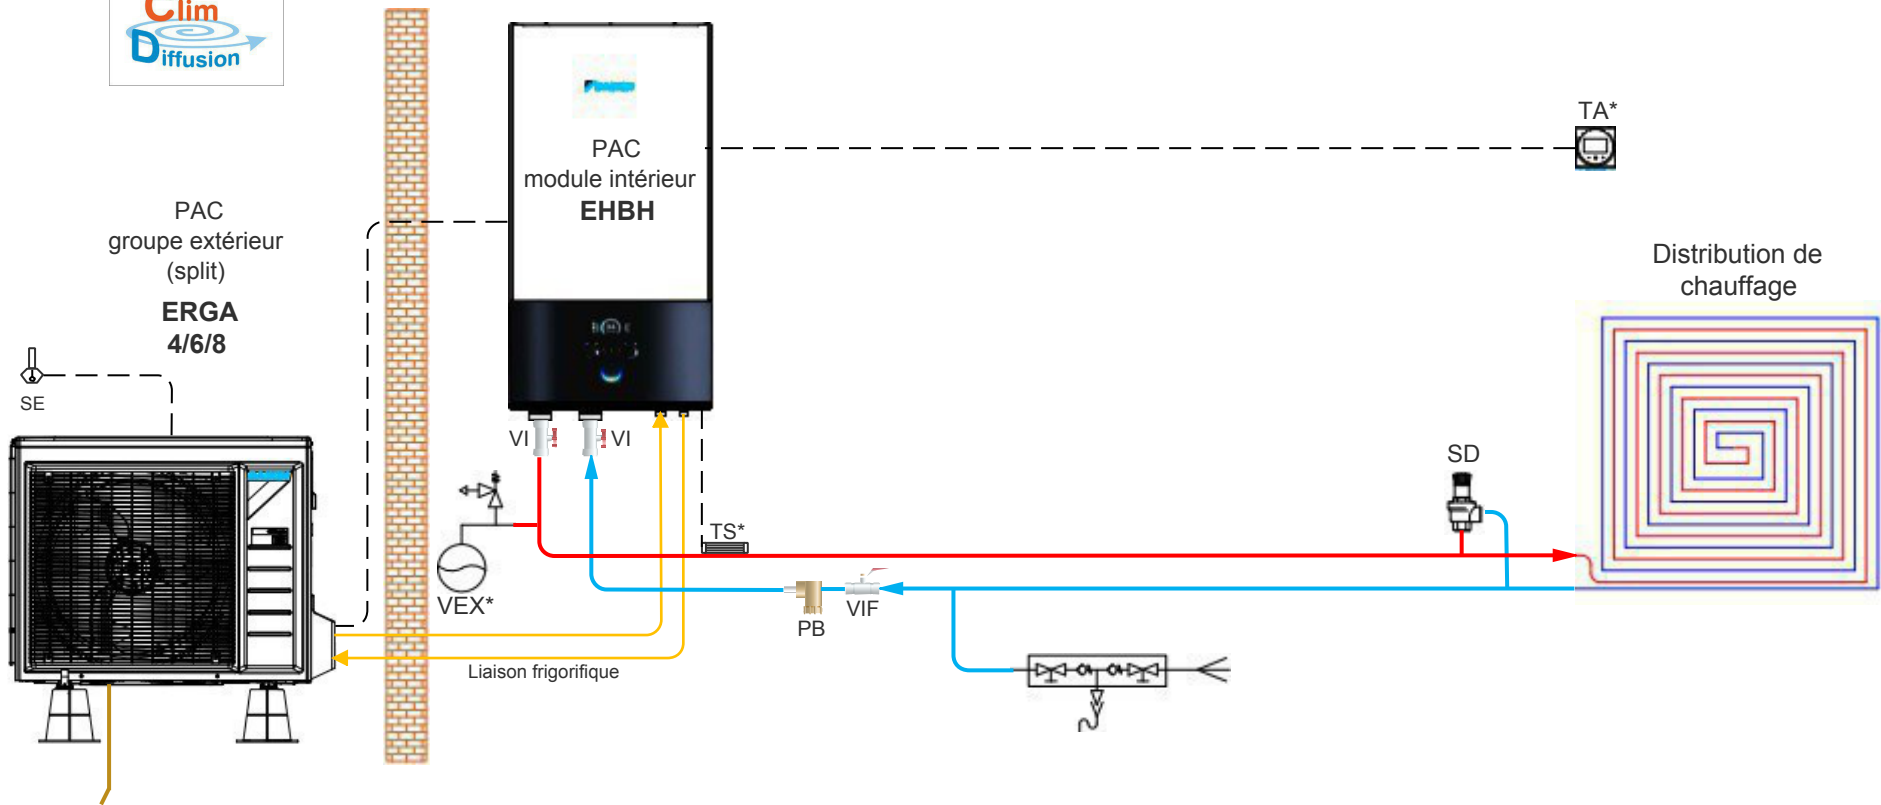 Clim
Diffusion
PAC
groupe extérieur
(split)
ERGA
4/6/8
SE
DAIKIN
PAC
module intérieur
EHBH
VI
VI
TA*
Distribution de
chauffage
SD
TS*
VEX*
PB
VIF
Liaison frigorifique